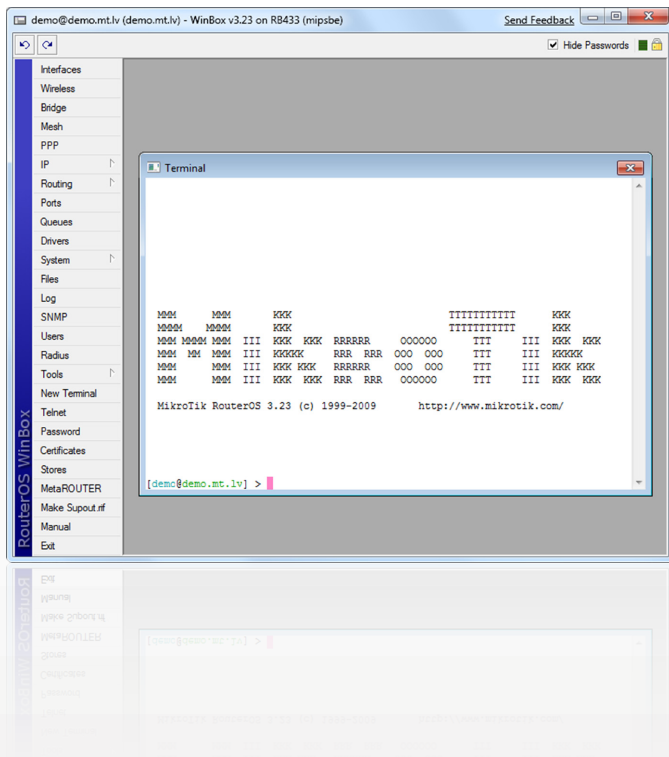 demo@demo.mt.lv (demo.mt.lv) - WinBox v3.23 on RB433 (mipsbe)
Send Feedback
Hide Passwords
Interfaces
Wireless
Bridge
Mesh
PPP
IP
Routing
Ports
Queues
Drivers
System
Files
Log
SNMP
Users
Radius
Tools
New Terminal
Telnet
Password
Certificates
Stores
MetaROUTER
Make Supout.rif
Manual
Exit
RouterOS WinBox
Terminal
MMM      MMM       KKK                          TTTTTTTTTTT      KKK
MMMM    MMMM       KKK                          TTTTTTTTTTT      KKK
MMM MMMM MMM  III  KKK  KKK  RRRRRR     OOOOOO      TTT     III  KKK  KKK
MMM  MM  MMM  III  KKKKK     RRR  RRR  OOO  OOO     TTT     III  KKKKK
MMM      MMM  III  KKK KKK   RRRRRR    OOO  OOO     TTT     III  KKK KKK
MMM      MMM  III  KKK  KKK  RRR  RRR   OOOOOO      TTT     III  KKK  KKK
MikroTik RouterOS 3.23 (c) 1999-2009       http://www.mikrotik.com/
[demo@demo.mt.lv] >